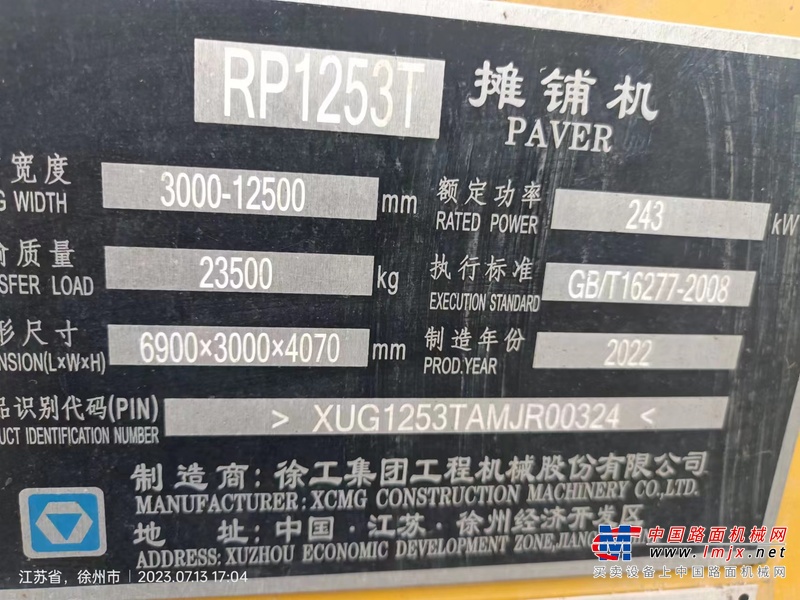 RP1253T 摊铺机
PAVER
宽度 3000-12500 mm 额定功率 243 kW
G WIDTH RATED POWER
质量 23500 kg 执行标准 GB/T16277-2008
SFER LOAD EXECUTION STANDARD
形尺寸 6900×3000×4070 mm 制造年份 2022
NSION(L×W×H) PROD.YEAR
品识别代码(PIN) > XUG1253TAMJR00324 <
UCT IDENTIFICATION NUMBER
制造商:徐工集团工程机械股份有限公司
MANUFACTURER: XCMG CONSTRUCTION MACHINERY CO.,LTD.
地 址:中国·江苏·徐州经济开发区
ADDRESS: XUZHOU ECONOMIC DEVELOPMENT ZONE,JIANG
中国路面机械网
www.lmjx.net
买卖设备上中国路面机械网
江苏省,徐州市 | 2023.07.13 17:04